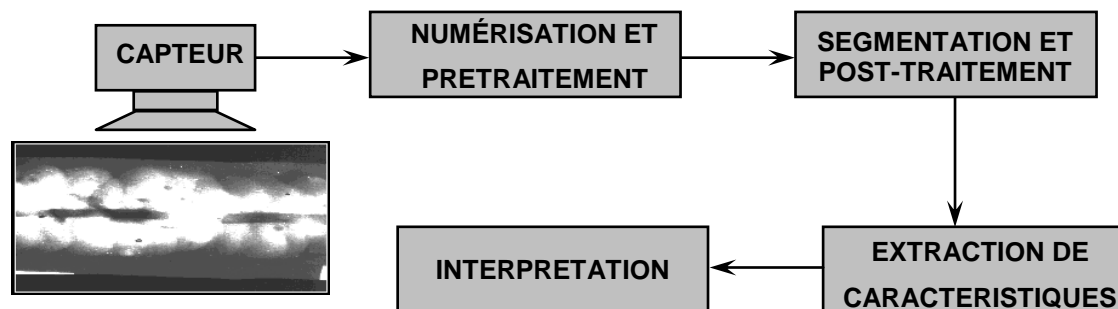 CAPTEUR
NUMÉRISATION ET
PRETRAITEMENT
SEGMENTATION ET
POST-TRAITEMENT
EXTRACTION DE
CARACTERISTIQUES
INTERPRETATION